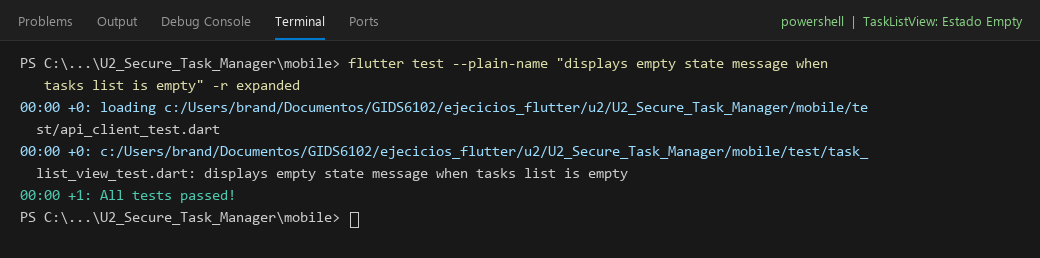 Problems Output Debug Console Terminal Ports powershell | TaskListView: Estado Empty
PS C:\...\U2_Secure_Task_Manager\mobile> flutter test --plain-name "displays empty state message when
tasks list is empty" -r expanded
00:00 +0: loading c:/Users/brand/Documentos/GIDS6102/ejecicios_flutter/u2/U2_Secure_Task_Manager/mobile/te
st/api_client_test.dart
00:00 +0: c:/Users/brand/Documentos/GIDS6102/ejecicios_flutter/u2/U2_Secure_Task_Manager/mobile/test/task_
list_view_test.dart: displays empty state message when tasks list is empty
00:00 +1: All tests passed!
PS C:\...\U2_Secure_Task_Manager\mobile>